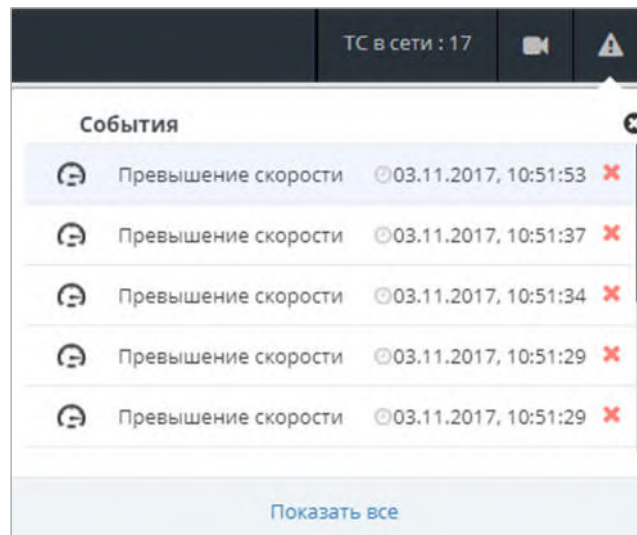 ТС в сети : 17
События
Превышение скорости 03.11.2017, 10:51:53
Превышение скорости 03.11.2017, 10:51:37
Превышение скорости 03.11.2017, 10:51:34
Превышение скорости 03.11.2017, 10:51:29
Превышение скорости 03.11.2017, 10:51:29
Показать все